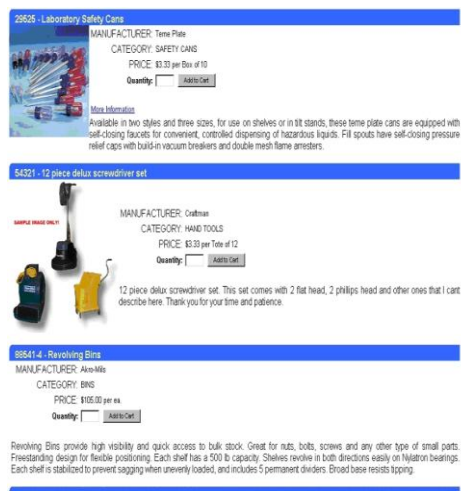 29525 - Laboratory Safety Cans
MANUFACTURER: Teme Plate
CATEGORY: SAFETY CANS
PRICE: $3.33 per Box of 10
Quantity: Add to Cart
More Information
Available in two styles and three sizes, for use on shelves or in tilt stands, these teme plate cans are equipped with
self-closing faucets for convenient, controlled dispensing of hazardous liquids. Fill spouts have self-closing pressure
relief caps with build-in vacuum breakers and double mesh flame arresters.
54321 - 12 piece delux screwdriver set
SAMPLE IMAGE ONLY!
MANUFACTURER: Craftman
CATEGORY: HAND TOOLS
PRICE: $3.33 per Tote of 12
Quantity: Add to Cart
12 piece delux screwdriver set. This set comes with 2 flat head, 2 phillips head and other ones that I cant
describe here. Thank you for your time and patience.
88541-4 - Revolving Bins
MANUFACTURER: Akro-Mils
CATEGORY: BINS
PRICE: $105.00 per ea.
Quantity: Add to Cart
Revolving Bins provide high visibility and quick access to bulk stock. Great for nuts, bolts, screws and any other type of small parts.
Freestanding design for flexible positioning. Each shelf has a 500 lb capacity. Shelves revolve in both directions easily on Nylatron bearings.
Each shelf is stabilized to prevent sagging when unevenly loaded, and includes 5 permanent dividers. Broad base resists tipping.